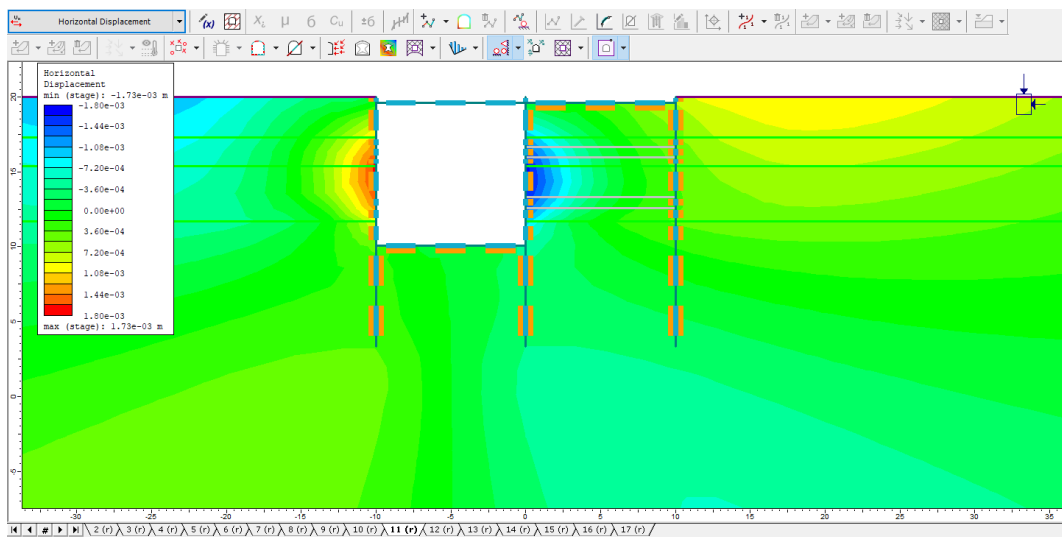 Horizontal Displacement
Horizontal
Displacement
min (stage): -1.73e-03 m
-1.80e-03
-1.44e-03
-1.08e-03
-7.20e-04
-3.60e-04
0.00e+00
3.60e-04
7.20e-04
1.08e-03
1.44e-03
1.80e-03
max (stage): 1.73e-03 m
20
15
10
5
0
-5
-30 -25 -20 -15 -10 -5 0 5 10 15 20 25 30 35
# 2 (r) 3 (r) 4 (r) 5 (r) 6 (r) 7 (r) 8 (r) 9 (r) 10 (r) 11 (r) 12 (r) 13 (r) 14 (r) 15 (r) 16 (r) 17 (r)